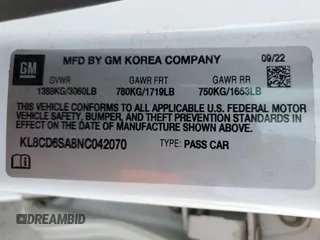 GM
MFD BY GM KOREA COMPANY
09/22
GVWR GAWR FRT GAWR RR
1388KG/3060LB 780KG/1719LB 750KG/1653LB
THIS VEHICLE CONFORMS TO ALL APPLICABLE U.S. FEDERAL MOTOR
VEHICLE SAFETY, BUMPER, AND THEFT PREVENTION STANDARDS
IN EFFECT ON THE DATE OF MANUFACTURE SHOWN ABOVE.
KL8CD6SA8NC042070 TYPE: PASS CAR
DREAMBID